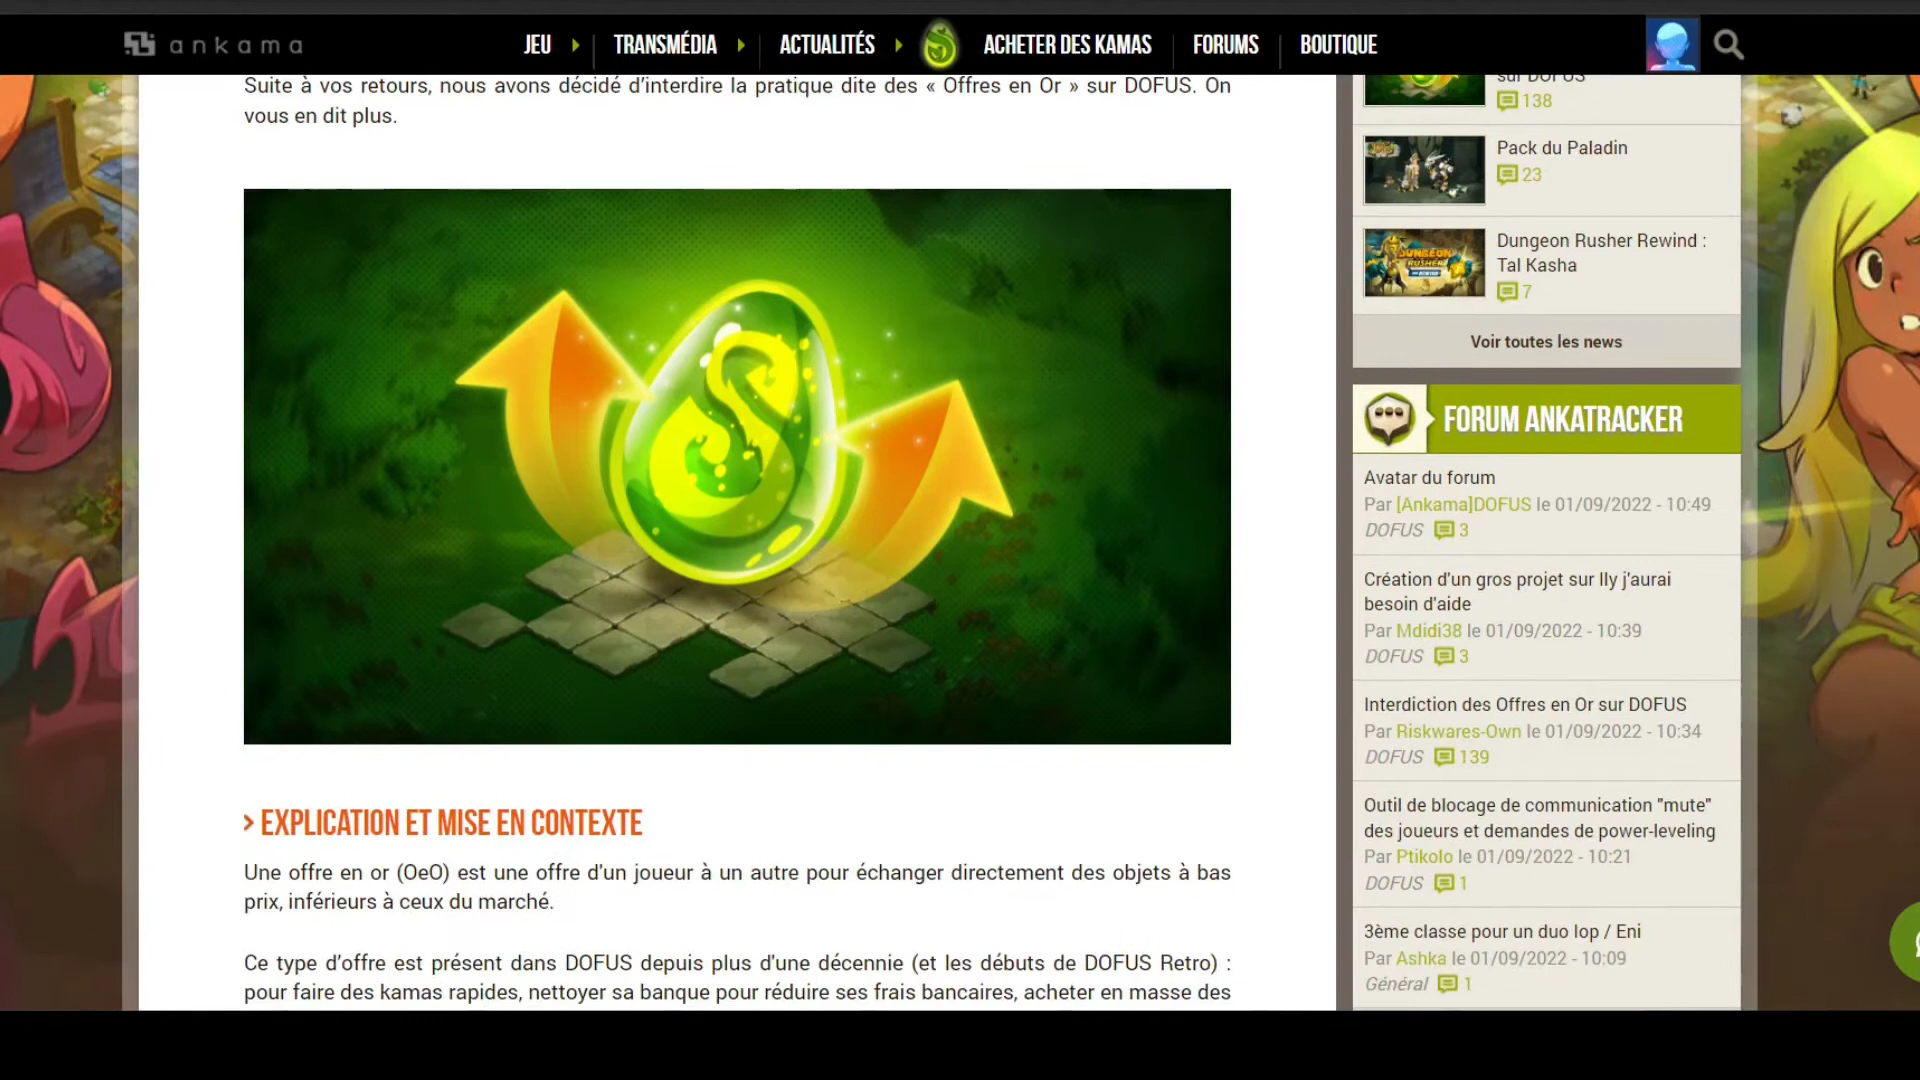 ankama
JEU
TRANSMÉDIA
ACTUALITÉS
ACHETER DES KAMAS
FORUMS
BOUTIQUE
Suite à vos retours, nous avons décidé d’interdire la pratique dite des « Offres en Or » sur DOFUS. On
vous en dit plus.
> EXPLICATION ET MISE EN CONTEXTE
Une offre en or (OeO) est une offre d'un joueur à un autre pour échanger directement des objets à bas
prix, inférieurs à ceux du marché.
Ce type d’offre est présent dans DOFUS depuis plus d'une décennie (et les débuts de DOFUS Retro) :
pour faire des kamas rapides, nettoyer sa banque pour réduire ses frais bancaires, acheter en masse des
sur DOFUS
138
Pack du Paladin
23
DUNGEON
RUSHER
Dungeon Rusher Rewind :
Tal Kasha
7
Voir toutes les news
FORUM ANKATRACKER
Avatar du forum
Par [Ankama]DOFUS le 01/09/2022 - 10:49
DOFUS 3
Création d'un gros projet sur Ily j'aurai
besoin d'aide
Par Mdidi38 le 01/09/2022 - 10:39
DOFUS 3
Interdiction des Offres en Or sur DOFUS
Par Riskwares-Own le 01/09/2022 - 10:34
DOFUS 139
Outil de blocage de communication "mute"
des joueurs et demandes de power-leveling
Par Ptikolo le 01/09/2022 - 10:21
DOFUS 1
3ème classe pour un duo Iop / Eni
Par Ashka le 01/09/2022 - 10:09
Général 1